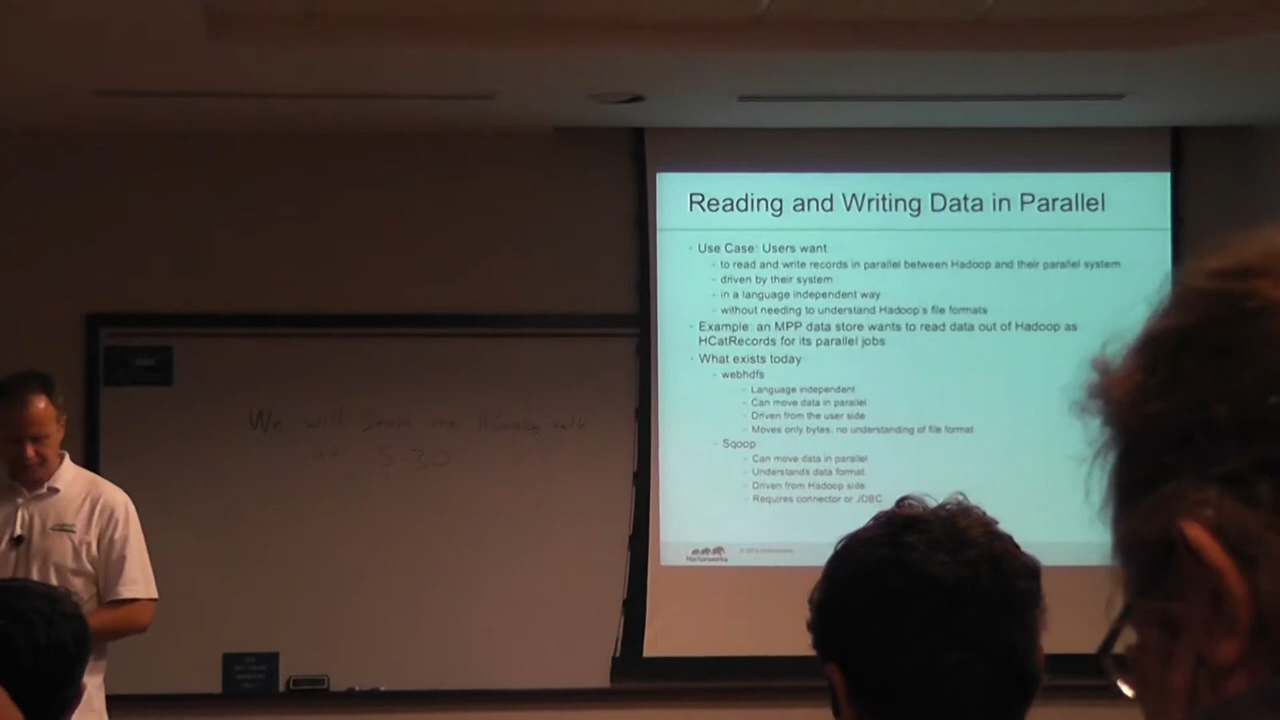 We will start the
5:30
Reading and Writing Data in Parallel
- Use Case: Users want
- to read and write records in parallel between Hadoop and their parallel system
- driven by their system
- in a language independent way
- without needing to understand Hadoop's file formats
- Example: an MPP data store wants to read data out of Hadoop as
HCatRecords for its parallel jobs
- What exists today
- webhdfs
- Language independent
- Can move data in parallel
- Driven from the user side
- Moves only bytes, no understanding of file format
- Sqoop
- Can move data in parallel
- Understands data format
- Driven from Hadoop side
- Requires connector or JDBC
Hortonworks